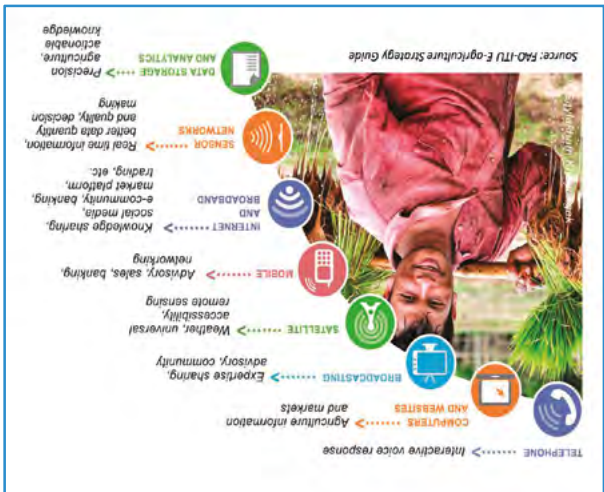 TELEPHONE ······> Interactive voice response
COMPUTERS ······> Agriculture information
AND WEBSITES and markets
BROADCASTING ······> Expertise sharing,
advisory, community
SATELLITE ······> Weather, universal
accessibility,
remote sensing
MOBILE ······> Advisory, sales, banking,
networking
INTERNET ······> Knowledge sharing,
AND social media,
BROADBAND e-community, banking,
market platform,
trading, etc.
SENSOR ······> Real time information,
NETWORKS better data quantity
and quality, decision
making
DATA STORAGE ····> Precision
AND ANALYTICS agriculture,
actionable
knowledge
Source: FAO-ITU E-agriculture Strategy Guide